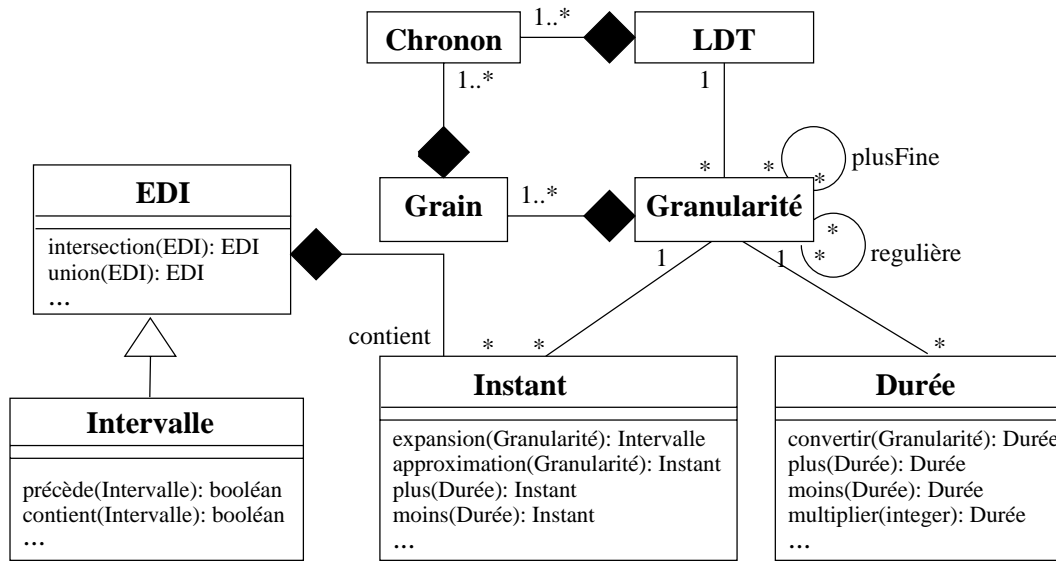 Chronon
1..*
LDT
1..*
1
plusFine
*
*
*
EDI
Grain
1..*
Granularité
*
*
regulière
intersection(EDI): EDI
union(EDI): EDI
...
1
1
contient
*
*
*
Intervalle
Instant
Durée
précède(Intervalle): booléan
contient(Intervalle): booléan
...
expansion(Granularité): Intervalle
approximation(Granularité): Instant
plus(Durée): Instant
moins(Durée): Instant
...
convertir(Granularité): Durée
plus(Durée): Durée
moins(Durée): Durée
multiplier(integer): Durée
...